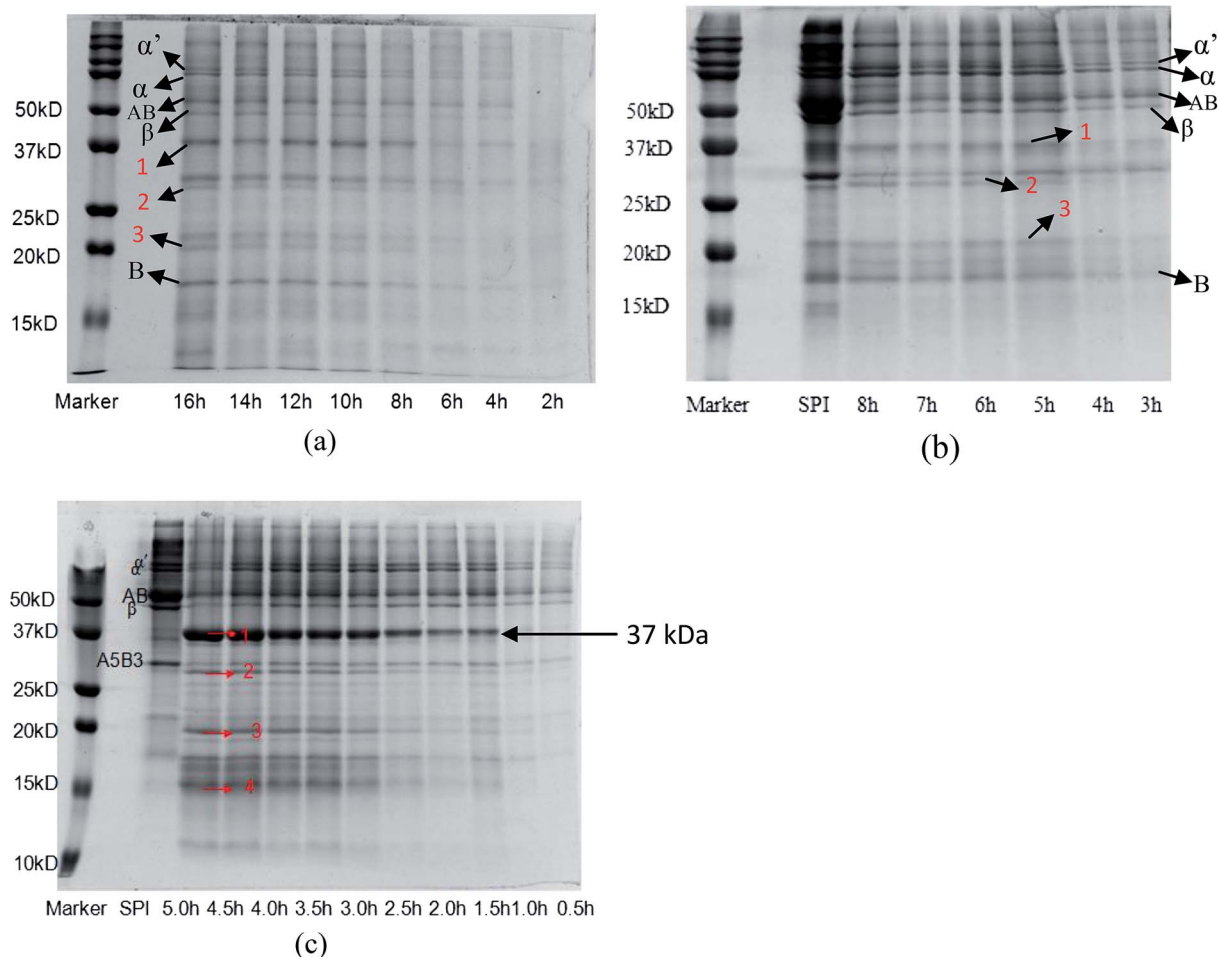 α’
α
AB
β
1
2
3
B
50kD
37kD
25kD
20kD
15kD
Marker 16h 14h 12h 10h 8h 6h 4h 2h
(a)
α’
α
AB
β
1
2
3
B
50kD
37kD
25kD
20kD
15kD
Marker SPI 8h 7h 6h 5h 4h 3h
(b)
α'
α
AB
β
A5B3
50kD
37kD
25kD
20kD
15kD
10kD
1
2
3
4
37 kDa
Marker SPI 5.0h 4.5h 4.0h 3.5h 3.0h 2.5h 2.0h 1.5h 1.0h 0.5h
(c)